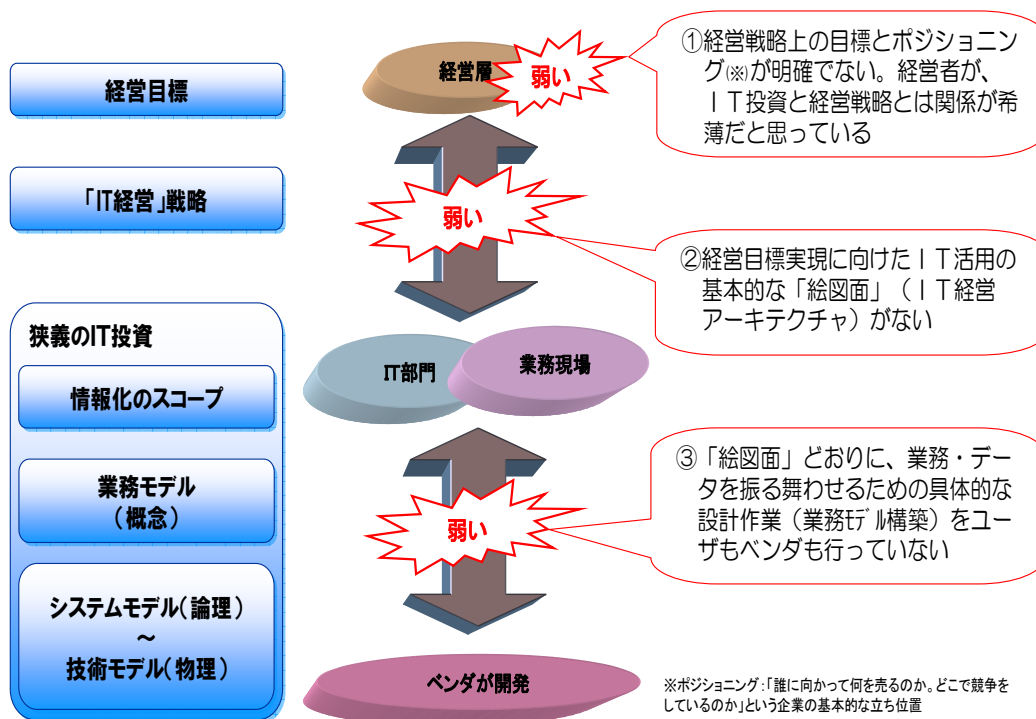 経営目標
「IT経営」戦略
狭義のIT投資
情報化のスコープ
業務モデル
(概念)
システムモデル(論理)
~
技術モデル(物理)
経営層
弱い
弱い
IT部門
業務現場
弱い
ベンダが開発
①経営戦略上の目標とポジショニン
グ(※)が明確でない。経営者が、
IT投資と経営戦略とは関係が希
薄だと思っている
②経営目標実現に向けたIT活用の
基本的な「絵図面」(IT経営
アーキテクチャ)がない
③「絵図面」どおりに、業務・デー
タを振る舞わせるための具体的な
設計作業(業務モデル構築)をユー
ザもベンダも行っていない
※ポジショニング:「誰に向かって何を売るのか。どこで競争を
しているのか」という企業の基本的な立ち位置